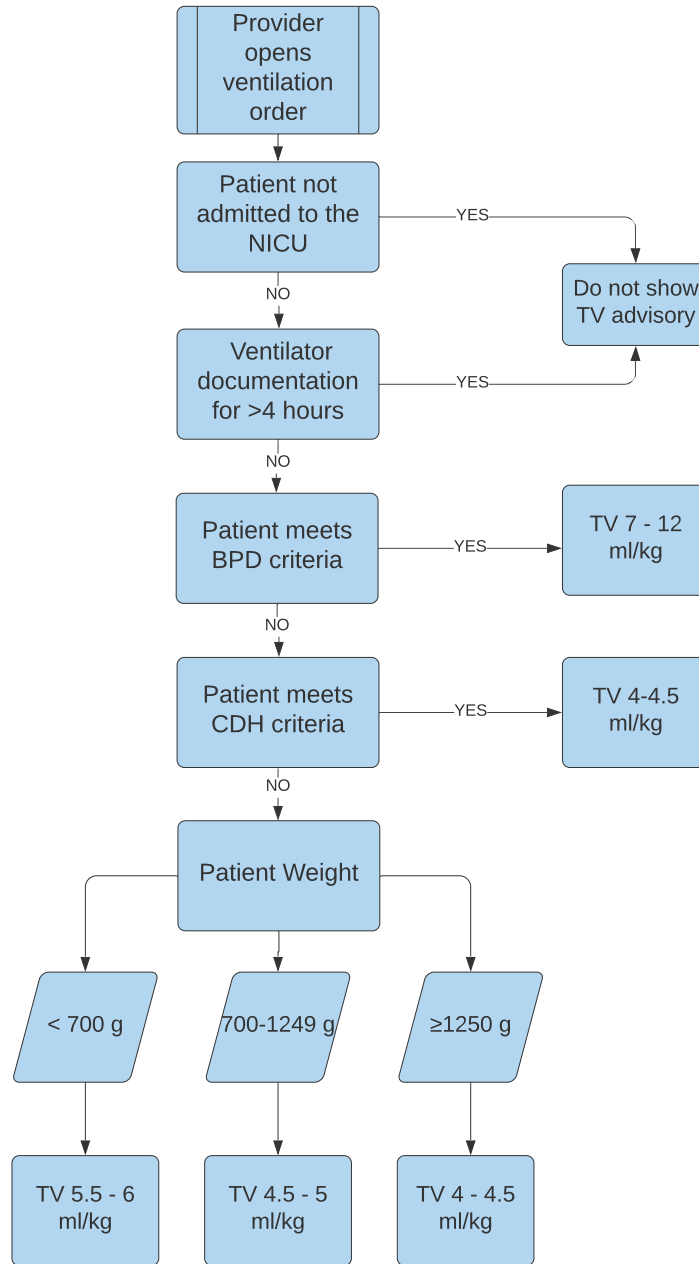 Provider
opens
ventilation
order
Patient not
admitted to the
NICU
YES
Do not show
TV advisory
NO
Ventilator
documentation
for >4 hours
YES
NO
Patient meets
BPD criteria
YES
TV 7 - 12
ml/kg
NO
Patient meets
CDH criteria
YES
TV 4-4.5
ml/kg
NO
Patient Weight
< 700 g
700-1249 g
≥1250 g
TV 5.5 - 6
ml/kg
TV 4.5 - 5
ml/kg
TV 4 - 4.5
ml/kg